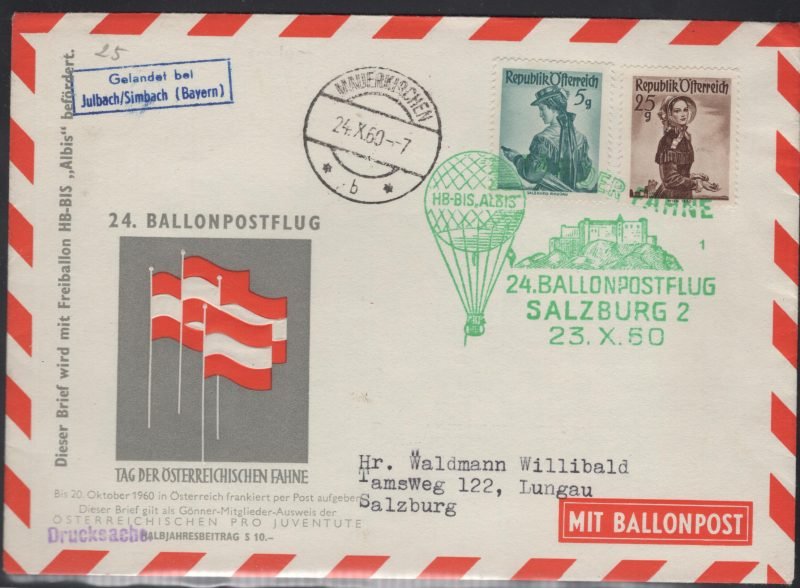 25
Gelandet bei
Julbach/Simbach (Bayern)
Dieser Brief wird mit Freiballon HB-BIS „Albis" befördert.
MAUERKIRCHEN
24.X.60--7
* b *
Republik Österreich
5g
SALZBURG
Republik Österreich
25
g
FAHNE
HB-BIS„ALBIS"
1
24.BALLONPOSTFLUG
SALZBURG 2
23. X. 60
24. BALLONPOSTFLUG
TAG DER ÖSTERREICHISCHEN FAHNE
Bis 20. Oktober 1960 in Österreich frankiert per Post aufgeben
Dieser Brief gilt als Gönner-Mitglieder-Ausweis der
ÖSTERREICHISCHEN PRO JUVENTUTE
HALBJAHRESBEITRAG S 10.–
Drucksache
Hr. Waldmann Willibald
TamsWeg 122, Lungau
Salzburg
MIT BALLONPOST